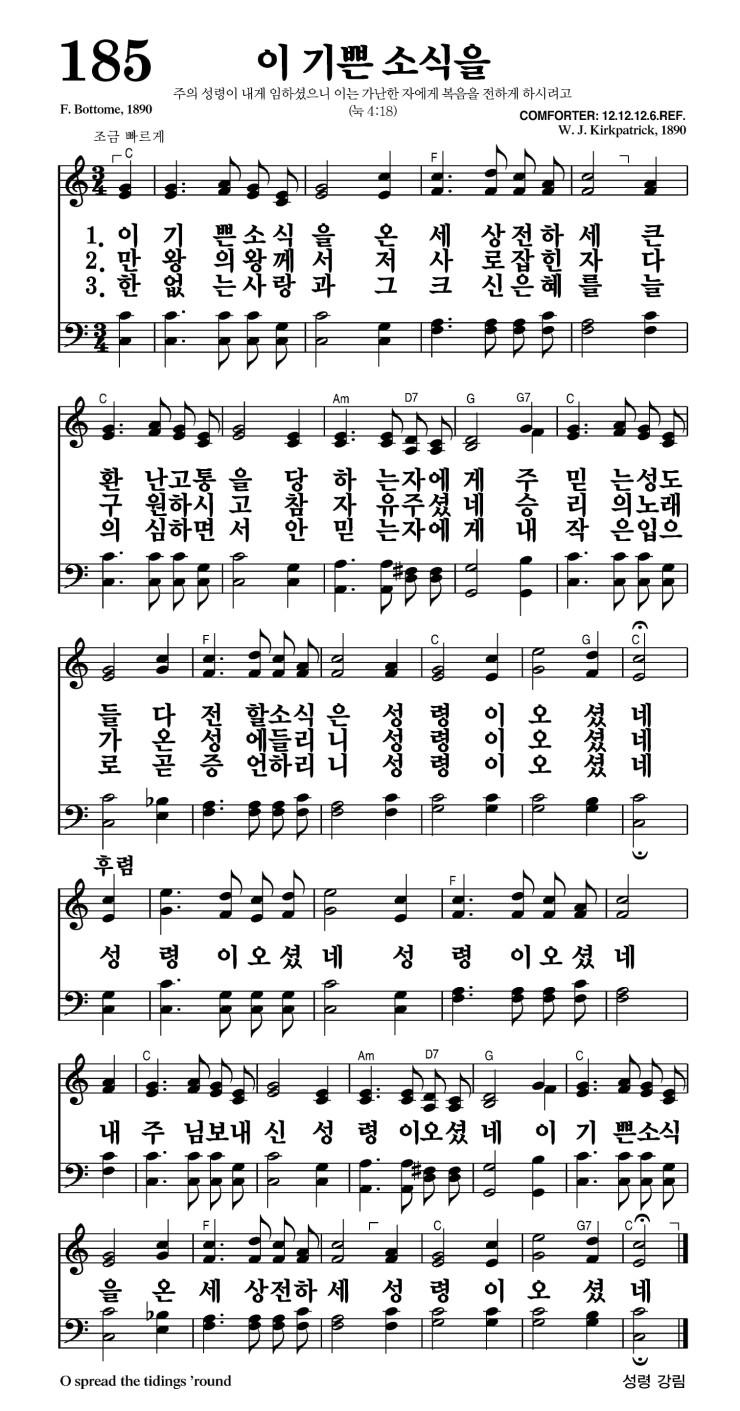 185
이 기쁜 소식을
주의 성령이 내게 임하셨으니 이는 가난한 자에게 복음을 전하게 하시려고
(눅 4:18)
F. Bottome, 1890
COMFORTER: 12.12.12.6.REF.
W. J. Kirkpatrick, 1890
조금 빠르게
C F
1. 이 기 쁜 소 식 을 온 세 상 전 하 세 큰
2. 만 왕 의 왕 께 서 저 사 로 잡 힌 자 다
3. 한 없 는 사 랑 과 그 크 신 은 혜 를 늘
C Am D7 G G7 C
환 난 고 통 을 당 하 는 자 에 게 주 믿 는 성 도
구 원 하 시 고 참 자 유 주 셨 네 승 리 의 노 래
의 심 하 면 서 안 믿 는 자 에 게 내 작 은 입 으
F C G C
들 다 전 할 소 식 은 성 령 이 오 셨 네
가 온 성 에 들 리 니 성 령 이 오 셨 네
로 곧 증 언 하 리 니 성 령 이 오 셨 네
후렴
F
성 령 이 오 셨 네 성 령 이 오 셨 네
C Am D7 G C
내 주 님 보 내 신 성 령 이 오 셨 네 이 기 쁜 소 식
F C G7 C
을 온 세 상 전 하 세 성 령 이 오 셨 네
O spread the tidings ’round
성령 강림